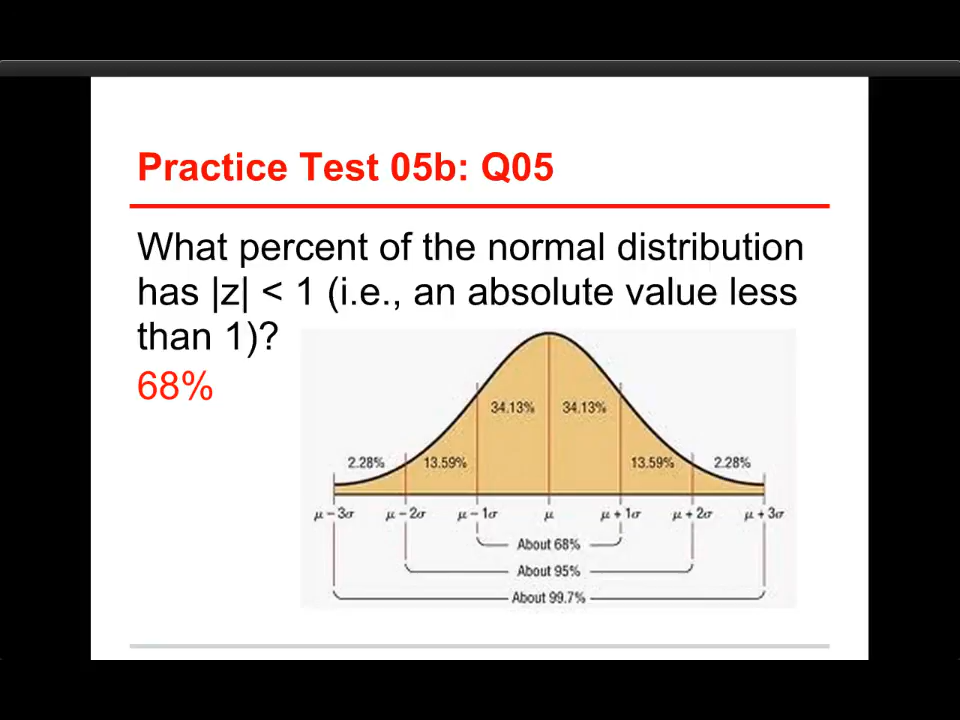 Practice Test 05b: Q05
What percent of the normal distribution
has |z| < 1 (i.e., an absolute value less
than 1)?
68%
34.13% 34.13%
2.28% 13.59% 13.59% 2.28%
μ − 3σ μ − 2σ μ − 1σ μ μ + 1σ μ + 2σ μ + 3σ
About 68%
About 95%
About 99.7%